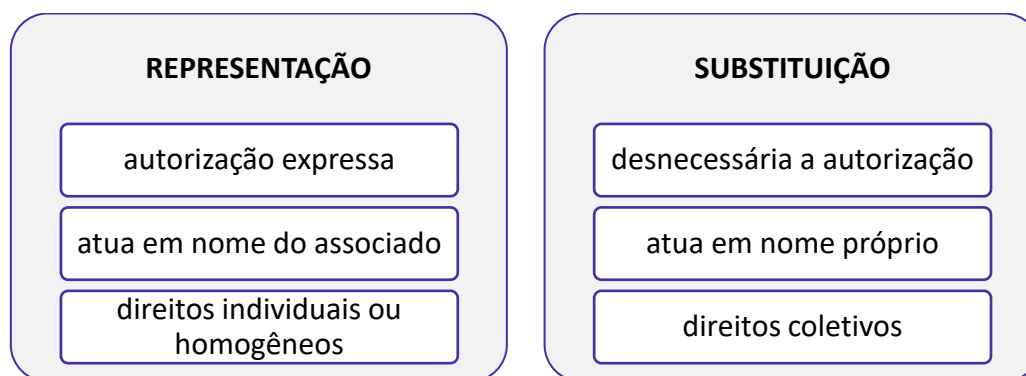 REPRESENTAÇÃO
autorização expressa
atua em nome do associado
direitos individuais ou
homogêneos
SUBSTITUIÇÃO
desnecessária a autorização
atua em nome próprio
direitos coletivos